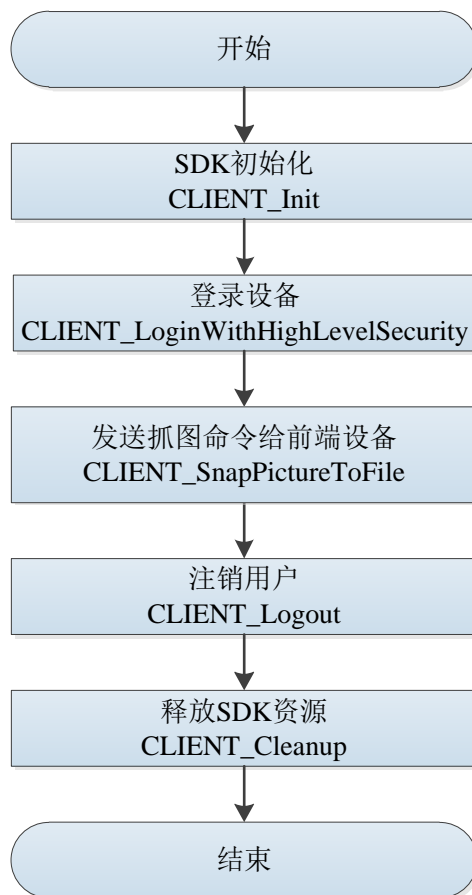 开始
SDK初始化
CLIENT_Init
登录设备
CLIENT_LoginWithHighLevelSecurity
发送抓图命令给前端设备
CLIENT_SnapPictureToFile
注销用户
CLIENT_Logout
释放SDK资源
CLIENT_Cleanup
结束